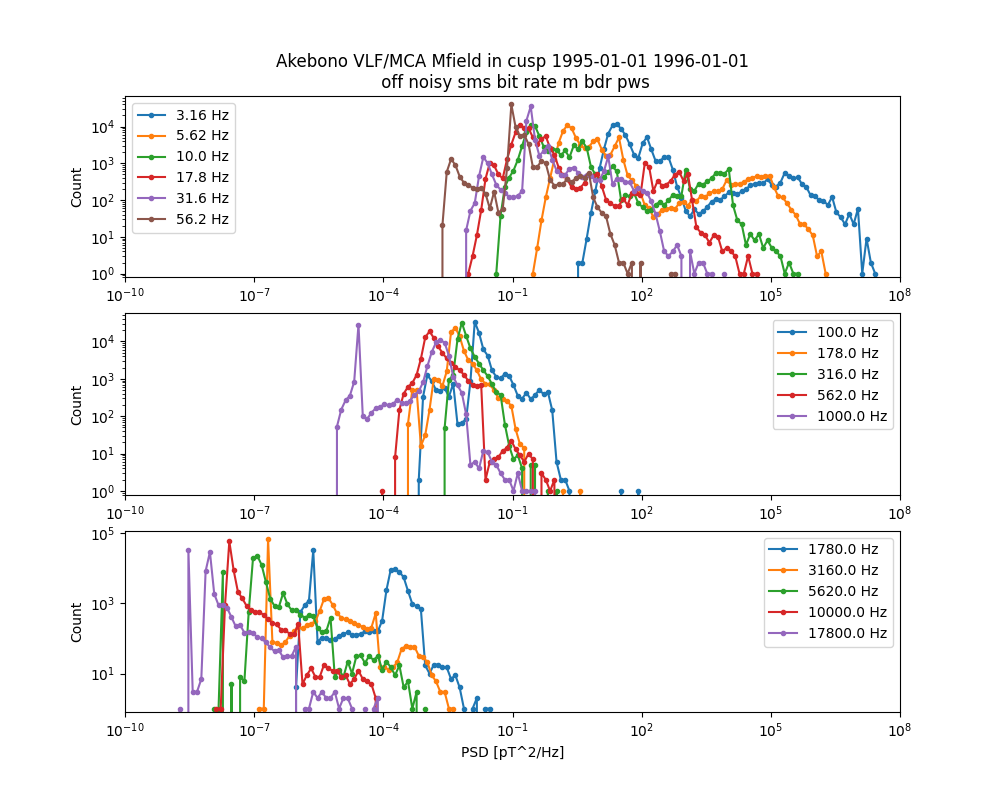 Akebono VLF/MCA Mfield in cusp 1995-01-01 1996-01-01
off noisy sms bit rate m bdr pws
Count
10^4
10^3
10^2
10^1
10^0
3.16 Hz
5.62 Hz
10.0 Hz
17.8 Hz
31.6 Hz
56.2 Hz
10^−10 10^−7 10^−4 10^−1 10^2 10^5 10^8
Count
10^4
10^3
10^2
10^1
10^0
100.0 Hz
178.0 Hz
316.0 Hz
562.0 Hz
1000.0 Hz
10^−10 10^−7 10^−4 10^−1 10^2 10^5 10^8
Count
10^5
10^3
10^1
1780.0 Hz
3160.0 Hz
5620.0 Hz
10000.0 Hz
17800.0 Hz
10^−10 10^−7 10^−4 10^−1 10^2 10^5 10^8
PSD [pT^2/Hz]